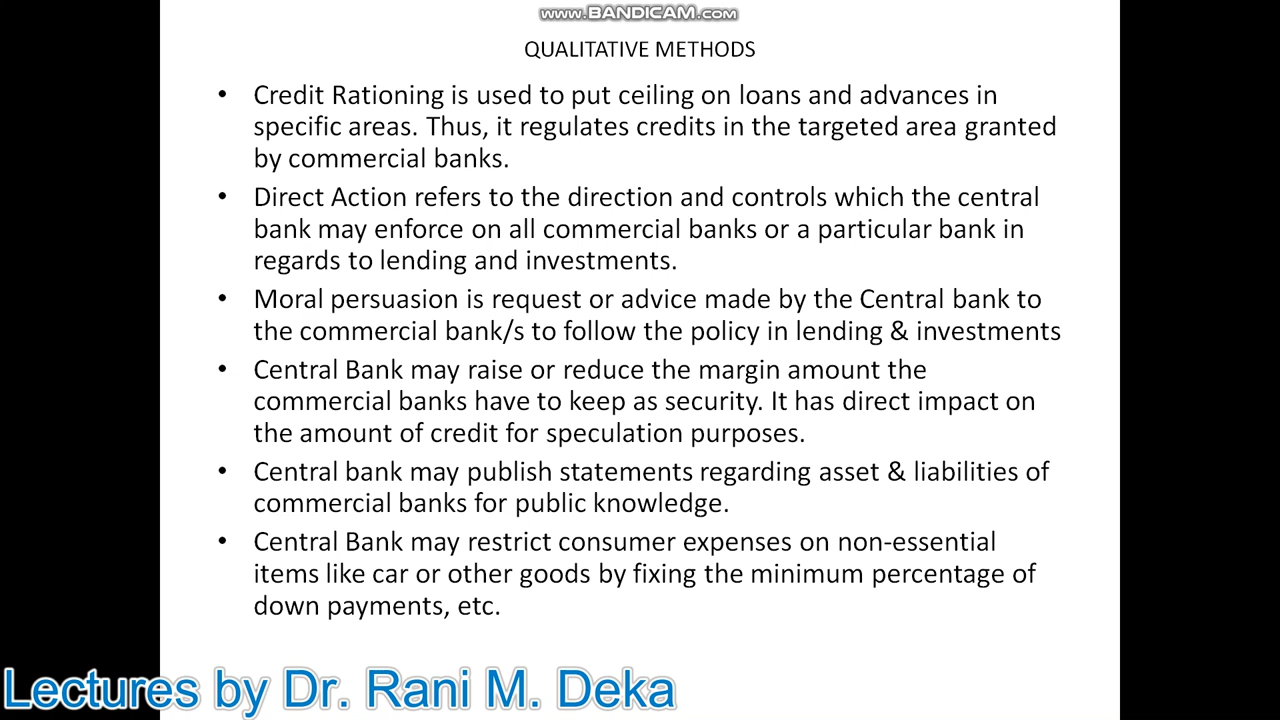 www.BANDICAM.com
QUALITATIVE METHODS
• Credit Rationing is used to put ceiling on loans and advances in
specific areas. Thus, it regulates credits in the targeted area granted
by commercial banks.
• Direct Action refers to the direction and controls which the central
bank may enforce on all commercial banks or a particular bank in
regards to lending and investments.
• Moral persuasion is request or advice made by the Central bank to
the commercial bank/s to follow the policy in lending & investments
• Central Bank may raise or reduce the margin amount the
commercial banks have to keep as security. It has direct impact on
the amount of credit for speculation purposes.
• Central bank may publish statements regarding asset & liabilities of
commercial banks for public knowledge.
• Central Bank may restrict consumer expenses on non-essential
items like car or other goods by fixing the minimum percentage of
down payments, etc.
Lectures by Dr. Rani M. Deka